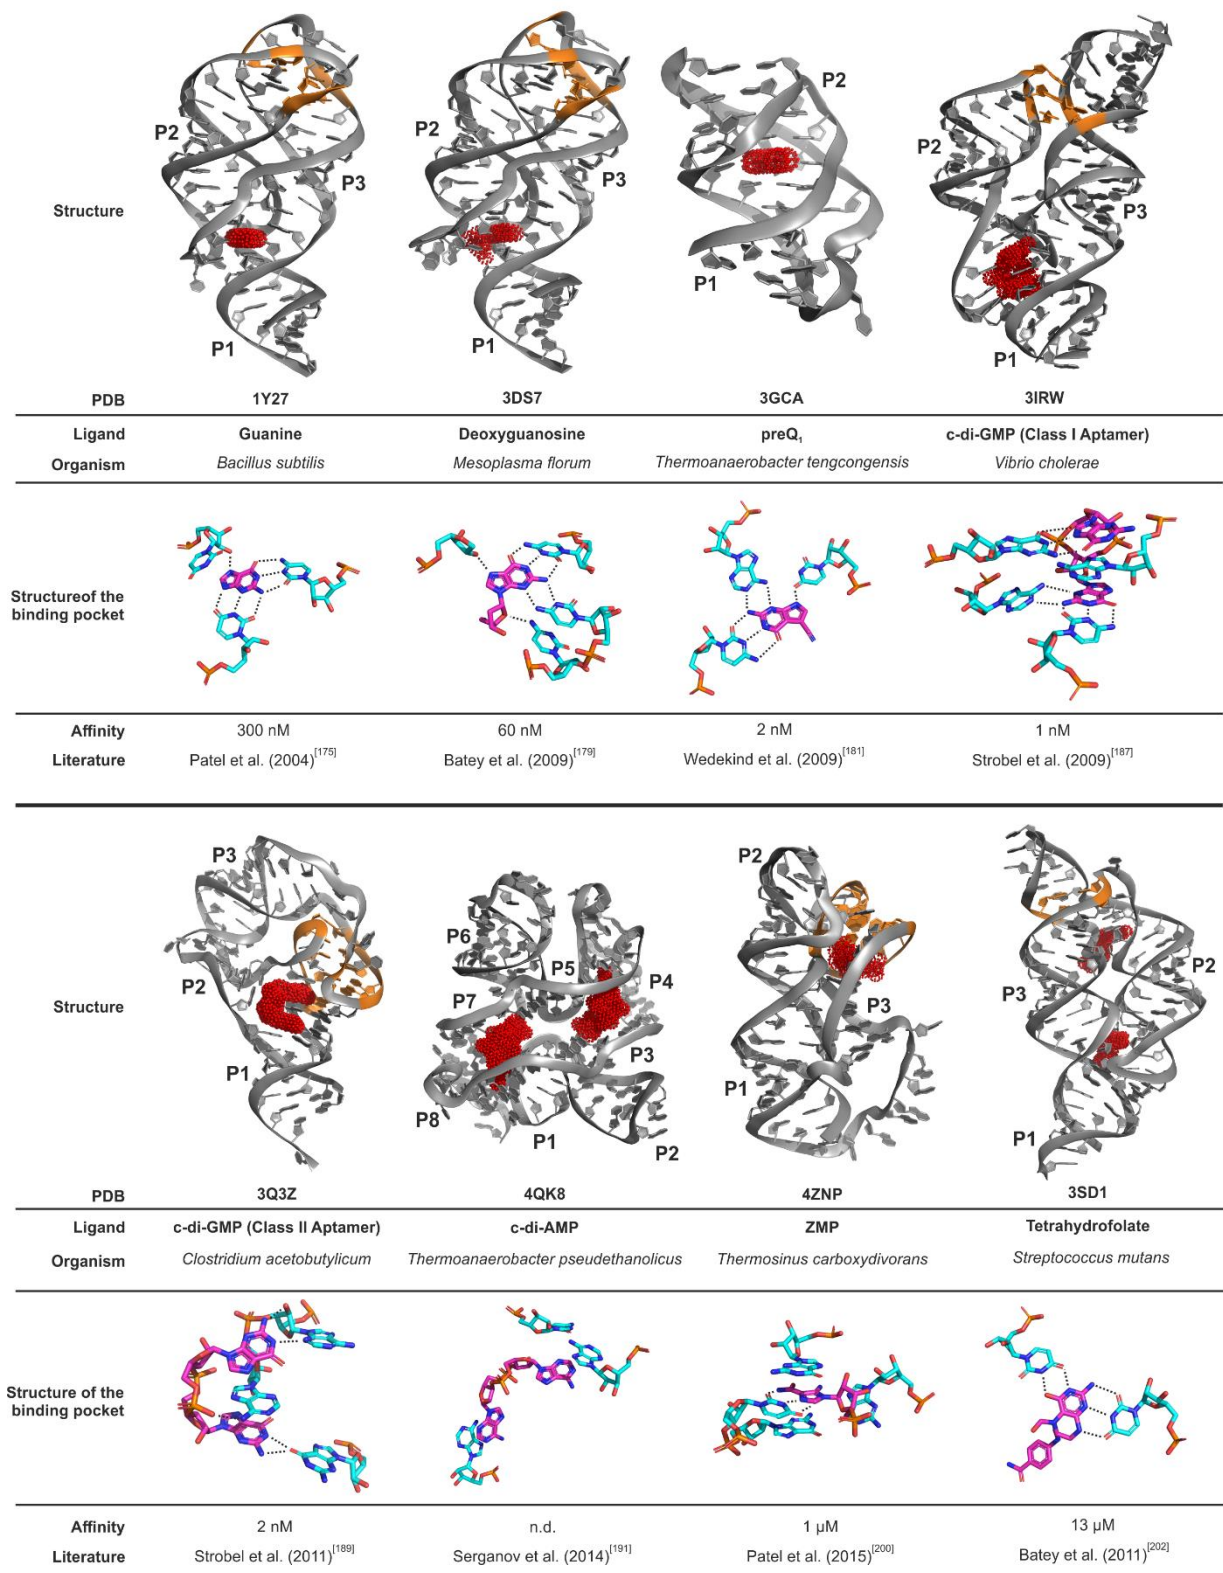 P2
P3
P1
P2
P3
P1
P2
P1
P2
P3
P1
Structure
PDB 1Y27 3DS7 3GCA 3IRW
Ligand Guanine Deoxyguanosine preQ₁ c-di-GMP (Class I Aptamer)
Organism Bacillus subtilis Mesoplasma florum Thermoanaerobacter tengcongensis Vibrio cholerae
Structureof the
binding pocket
Affinity 300 nM 60 nM 2 nM 1 nM
Literature Patel et al. (2004)[175] Batey et al. (2009)[179] Wedekind et al. (2009)[181] Strobel et al. (2009)[187]
P3
P2
P1
P6
P5
P4
P7
P3
P8
P1
P2
P2
P3
P1
P2
P3
P1
Structure
PDB 3Q3Z 4QK8 4ZNP 3SD1
Ligand c-di-GMP (Class II Aptamer) c-di-AMP ZMP Tetrahydrofolate
Organism Clostridium acetobutylicum Thermoanaerobacter pseudethanolicus Thermosinus carboxydivorans Streptococcus mutans
Structure of the
binding pocket
Affinity 2 nM n.d. 1 µM 13 µM
Literature Strobel et al. (2011)[189] Serganov et al. (2014)[191] Patel et al. (2015)[200] Batey et al. (2011)[202]